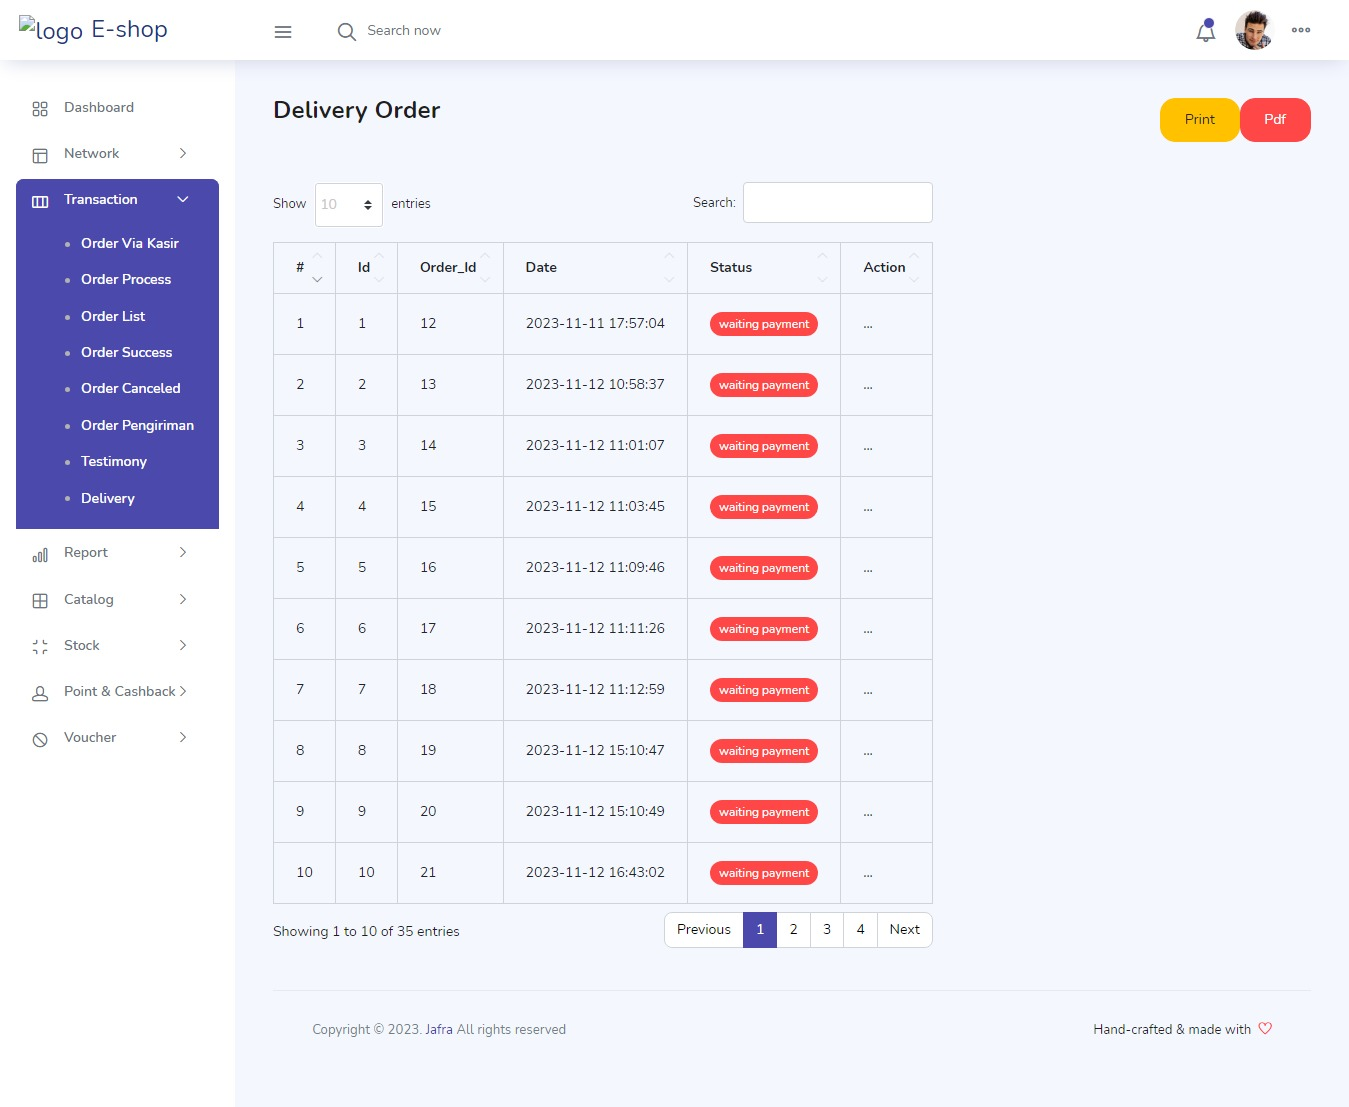 logo E-shop
Search now
Dashboard
Network
Transaction
Order Via Kasir
Order Process
Order List
Order Success
Order Canceled
Order Pengiriman
Testimony
Delivery
Report
Catalog
Stock
Point & Cashback
Voucher
Delivery Order
Print Pdf
Show 10 entries Search:
# Id Order_Id Date Status Action
1 1 12 2023-11-11 17:57:04 waiting payment ...
2 2 13 2023-11-12 10:58:37 waiting payment ...
3 3 14 2023-11-12 11:01:07 waiting payment ...
4 4 15 2023-11-12 11:03:45 waiting payment ...
5 5 16 2023-11-12 11:09:46 waiting payment ...
6 6 17 2023-11-12 11:11:26 waiting payment ...
7 7 18 2023-11-12 11:12:59 waiting payment ...
8 8 19 2023-11-12 15:10:47 waiting payment ...
9 9 20 2023-11-12 15:10:49 waiting payment ...
10 10 21 2023-11-12 16:43:02 waiting payment ...
Showing 1 to 10 of 35 entries Previous 1 2 3 4 Next
Copyright © 2023. Jafra All rights reserved Hand-crafted & made with